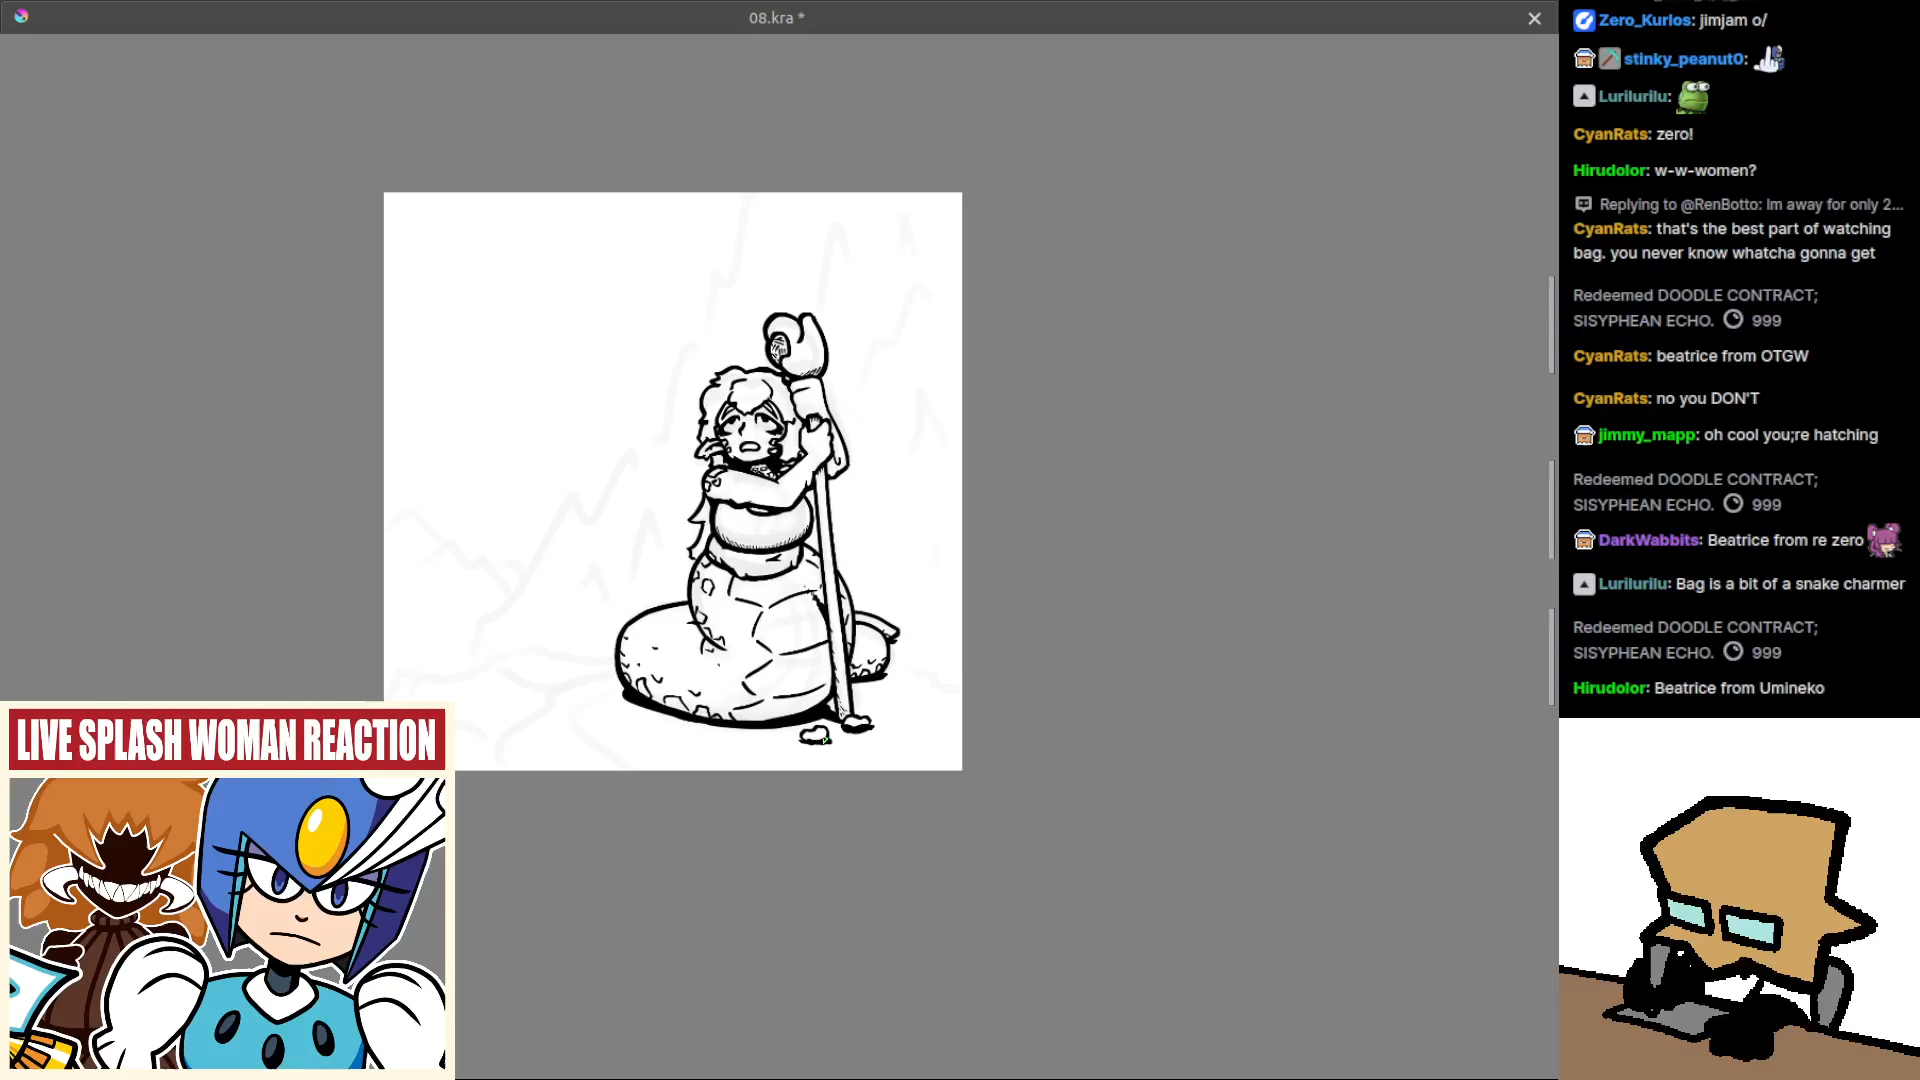 08.kra *
Zero_Kurlos: jimjam o/
stinky_peanut0:
Lurilurilu:
CyanRats: zero!
Hirudolor: w-w-women?
Replying to @RenBotto: Im away for only 2...
CyanRats: that's the best part of watching
bag. you never know whatcha gonna get
Redeemed DOODLE CONTRACT;
SISYPHEAN ECHO. 999
CyanRats: beatrice from OTGW
CyanRats: no you DON'T
jimmy_mapp: oh cool you;re hatching
Redeemed DOODLE CONTRACT;
SISYPHEAN ECHO. 999
DarkWabbits: Beatrice from re zero
Lurilurilu: Bag is a bit of a snake charmer
Redeemed DOODLE CONTRACT;
SISYPHEAN ECHO. 999
Hirudolor: Beatrice from Umineko
LIVE SPLASH WOMAN REACTION